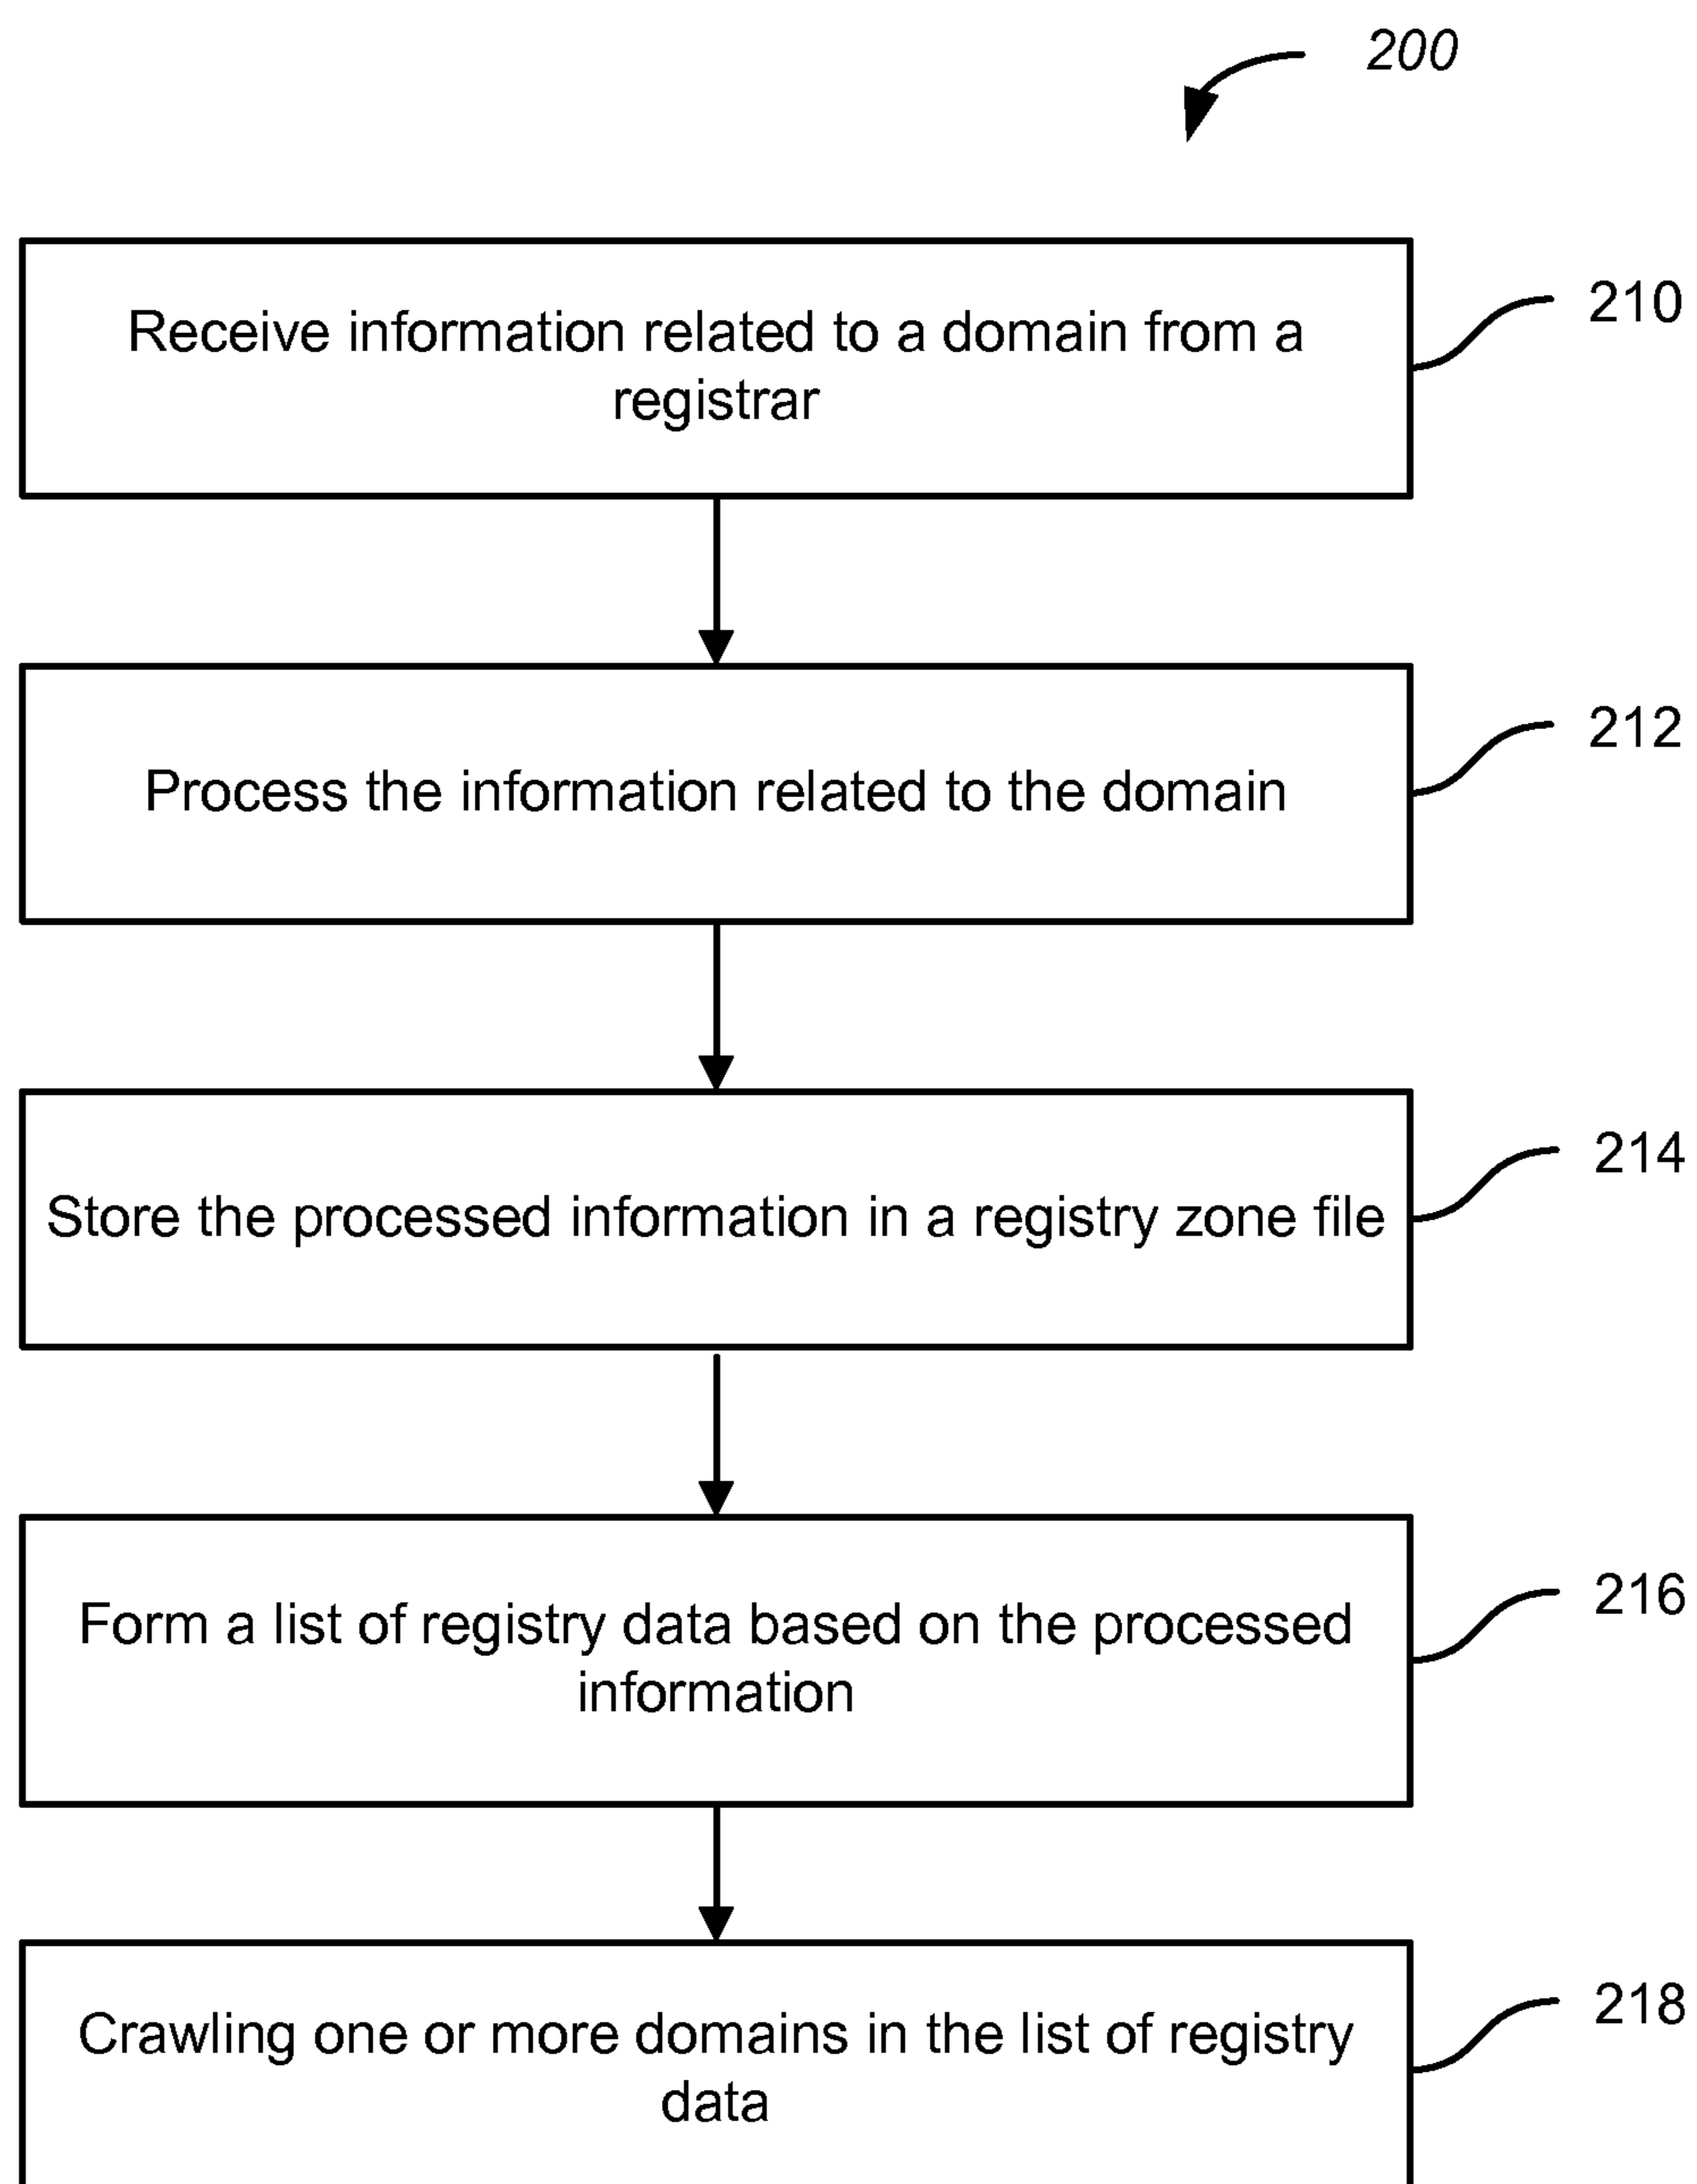 200
Receive information related to a domain from a
registrar
210
Process the information related to the domain
212
Store the processed information in a registry zone file
214
Form a list of registry data based on the processed
information
216
Crawling one or more domains in the list of registry
data
218